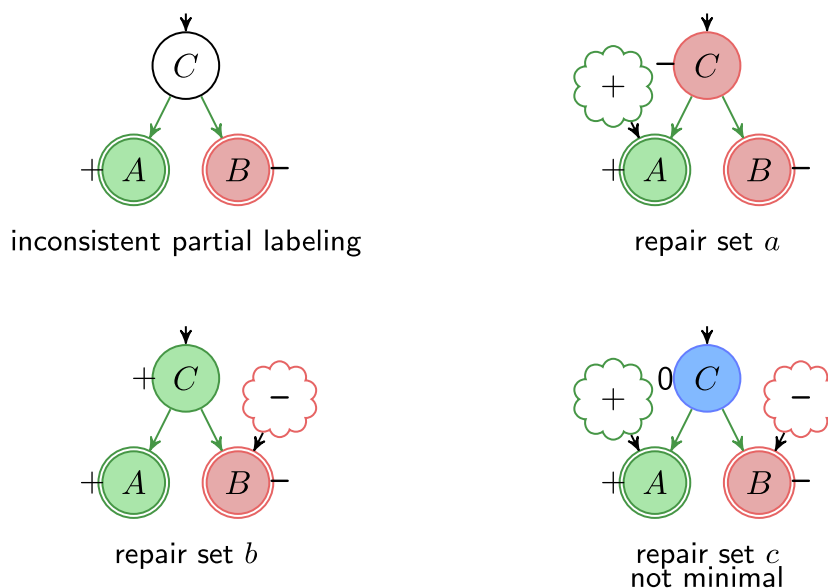 C
+ − C
+ A B −
+ A B −
inconsistent partial labeling
repair set a
+ C −
0 C
+ −
+ A B −
+ A B −
repair set b
repair set c
not minimal